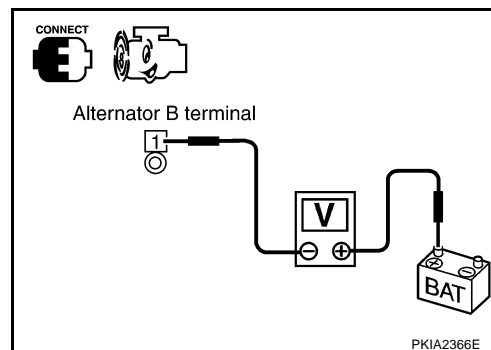 CONNECT
Alternator B terminal
1
V
− +
+ −
BAT
PKIA2366E